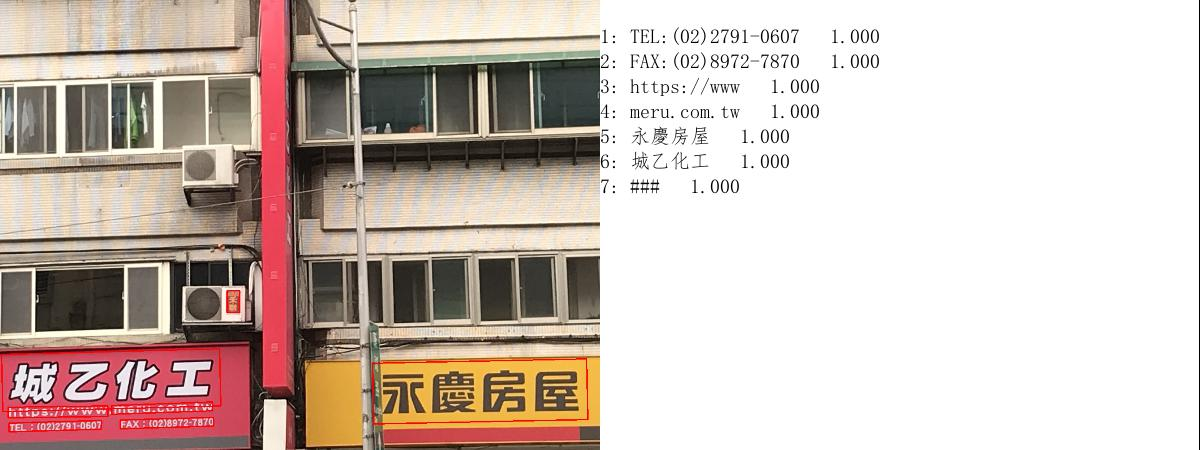 城乙化工
https://www.meru.com.tw
TEL：(02)2791-0607 FAX：(02)8972-7870
永慶房屋
1: TEL:(02)2791-0607 1.000
2: FAX:(02)8972-7870 1.000
3: https://www 1.000
4: meru.com.tw 1.000
5: 永慶房屋 1.000
6: 城乙化工 1.000
7: ### 1.000